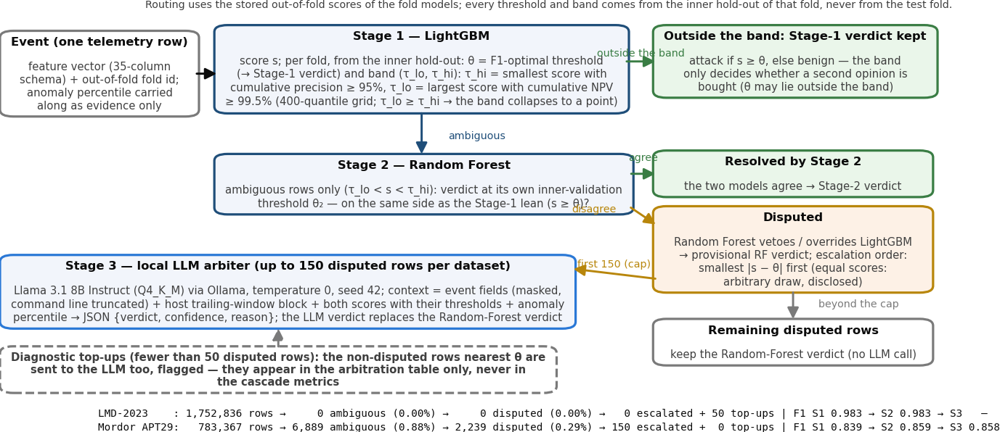 Routing uses the stored out-of-fold scores of the fold models; every threshold and band comes from the inner hold-out of that fold, never from the test fold.
Event (one telemetry row)
feature vector (35-column
schema) + out-of-fold fold id;
anomaly percentile carried
along as evidence only
Stage 1 — LightGBM
score s; per fold, from the inner hold-out: θ = F1-optimal threshold
(→ Stage-1 verdict) and band (τ_lo, τ_hi): τ_hi = smallest score with
cumulative precision ≥ 95%, τ_lo = largest score with cumulative NPV
≥ 99.5% (400-quantile grid; τ_lo ≥ τ_hi → the band collapses to a point)
outside the band
Outside the band: Stage-1 verdict kept
attack if s ≥ θ, else benign — the band
only decides whether a second opinion is
bought (θ may lie outside the band)
ambiguous
Stage 2 — Random Forest
ambiguous rows only (τ_lo < s < τ_hi): verdict at its own inner-validation
threshold θ₂ — on the same side as the Stage-1 lean (s ≥ θ)?
agree
Resolved by Stage 2
the two models agree → Stage-2 verdict
disagree
Disputed
Random Forest vetoes / overrides LightGBM
→ provisional RF verdict; escalation order:
smallest |s − θ| first (equal scores:
arbitrary draw, disclosed)
first 150 (cap)
Stage 3 — local LLM arbiter (up to 150 disputed rows per dataset)
Llama 3.1 8B Instruct (Q4_K_M) via Ollama, temperature 0, seed 42; context = event fields (masked,
command line truncated) + host trailing-window block + both scores with their thresholds + anomaly
percentile → JSON {verdict, confidence, reason}; the LLM verdict replaces the Random-Forest verdict
beyond the cap
Remaining disputed rows
keep the Random-Forest verdict (no LLM call)
Diagnostic top-ups (fewer than 50 disputed rows): the non-disputed rows nearest θ are
sent to the LLM too, flagged — they appear in the arbitration table only, never in
the cascade metrics
LMD-2023    : 1,752,836 rows →     0 ambiguous (0.00%) →     0 disputed (0.00%) →   0 escalated + 50 top-ups | F1 S1 0.983 → S2 0.983 → S3   —
Mordor APT29:   783,367 rows → 6,889 ambiguous (0.88%) → 2,239 disputed (0.29%) → 150 escalated +  0 top-ups | F1 S1 0.839 → S2 0.859 → S3 0.858